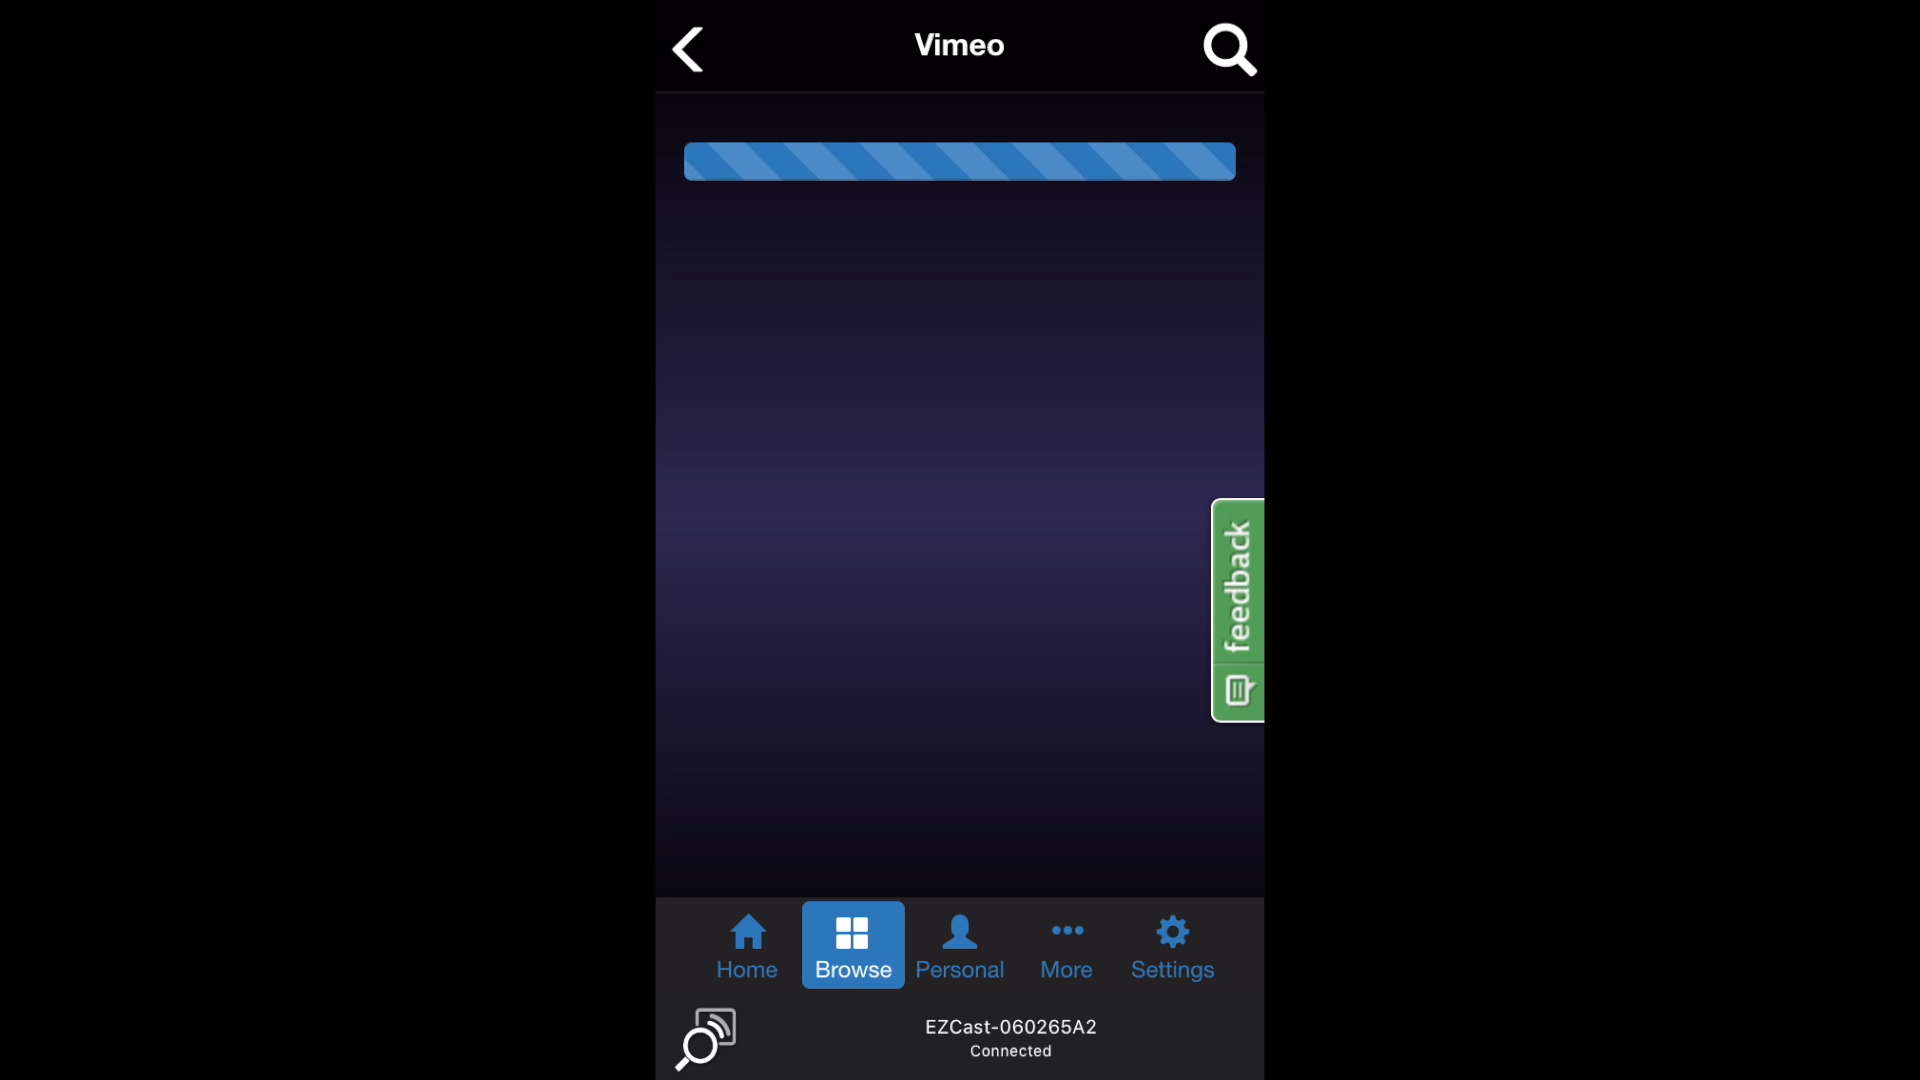 Vimeo
feedback
Home
Browse
Personal
More
Settings
EZCast-060265A2
Connected